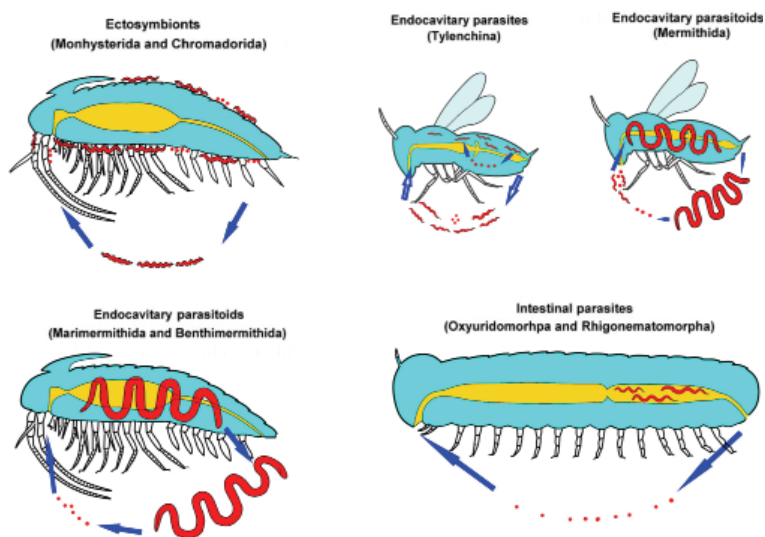 Ectosymbionts
(Monhysterida and Chromadorida)
Endocavitary parasites
(Tylenchina)
Endocavitary parasitoids
(Mermithida)
Endocavitary parasitoids
(Marimermithida and Benthimermithida)
Intestinal parasites
(Oxyuridomorhpa and Rhigonematomorpha)